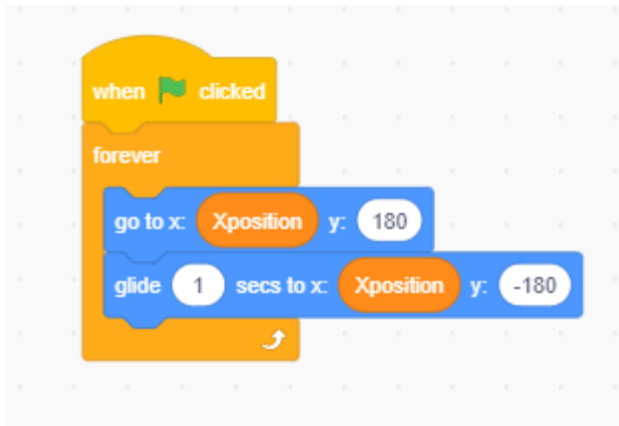 when clicked
forever
go to x: Xposition y: 180
glide 1 secs to x: Xposition y: -180